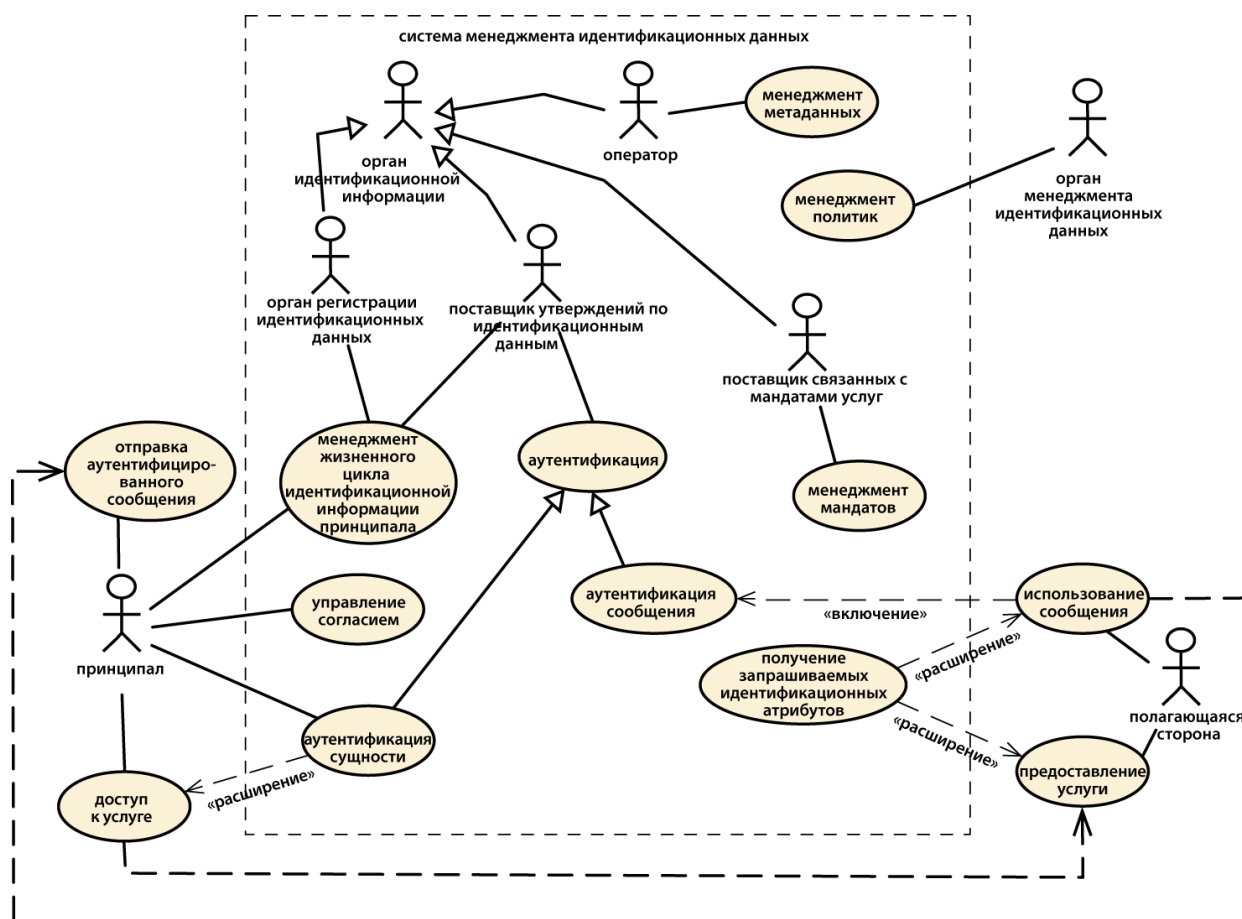 система менеджмента идентификационных данных
менеджмент
метаданных
оператор
орган
идентификационной
информации
менеджмент
политик
орган
менеджмента
идентификационных
данных
орган регистрации
идентификационных
данных
поставщик утверждений по
идентификационным
данным
поставщик связанных с
мандатами услуг
отправка
аутентифициро-
ванного
сообщения
менеджмент
жизненного
цикла
идентификационной
информации
принципала
аутентификация
менеджмент
мандатов
управление
согласием
аутентификация
сообщения
«включение»
использование
сообщения
принципал
получение
запрашиваемых
идентификационных
атрибутов
«расширение»
«расширение»
полагающаяся
сторона
аутентификация
сущности
«расширение»
доступ
к услуге
предоставление
услуги